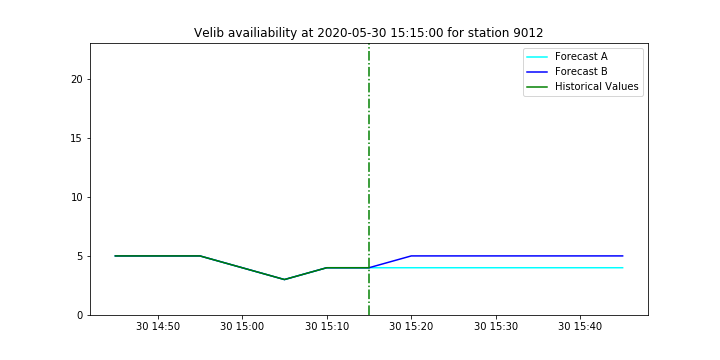 Velib availiability at 2020-05-30 15:15:00 for station 9012
Forecast A
Forecast B
Historical Values
20
15
10
5
0
30 14:50 30 15:00 30 15:10 30 15:20 30 15:30 30 15:40